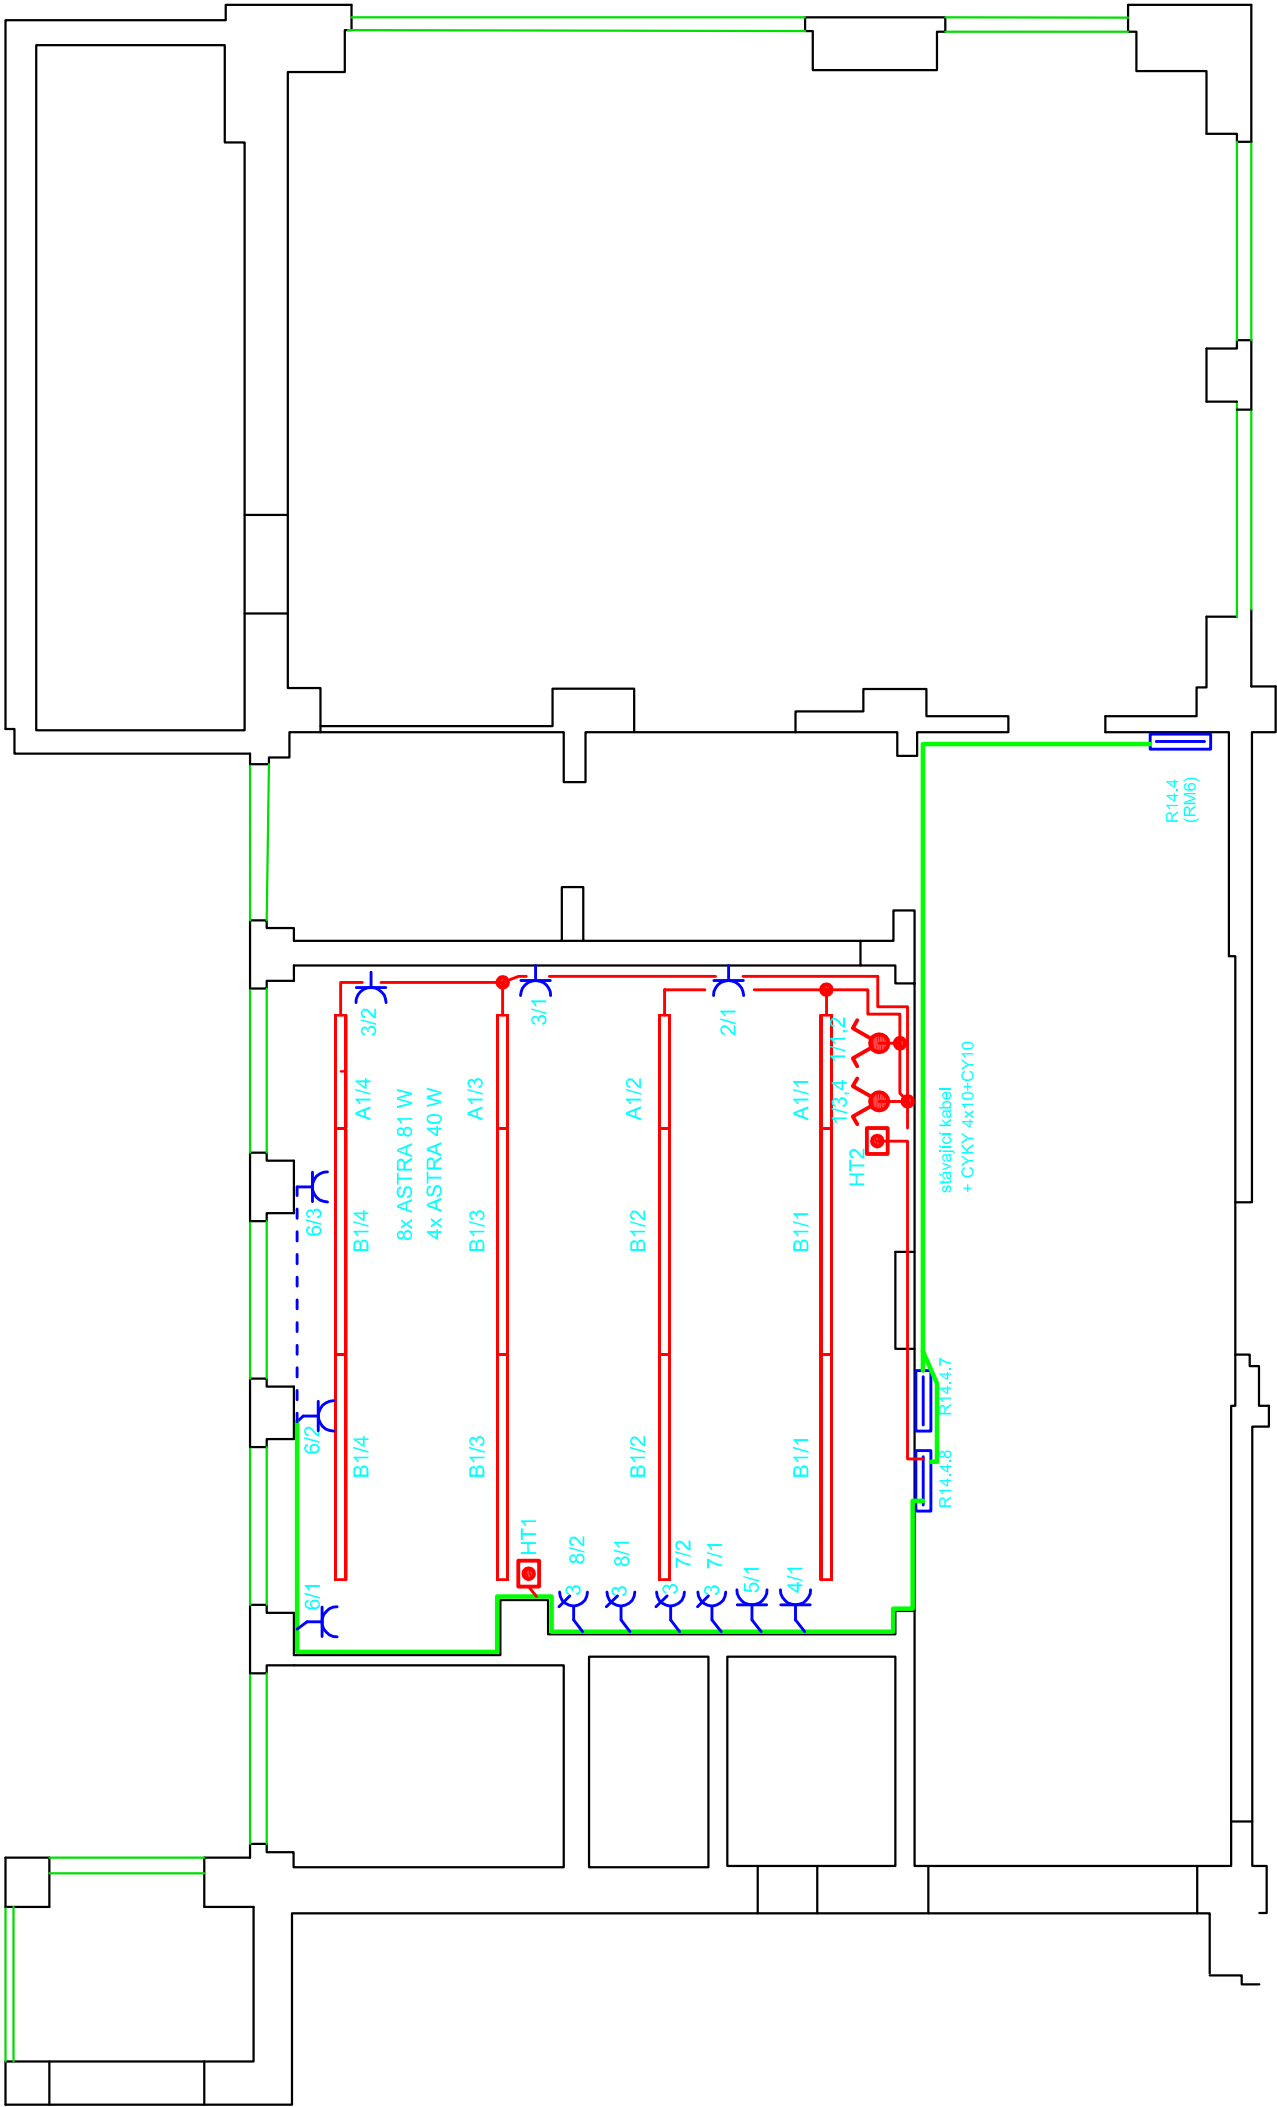 R14.4
(RM6)
3/2
3/1
2/1
1/1,2
1/3,4
A1/4
A1/3
A1/2
A1/1
8x ASTRA 81 W
4x ASTRA 40 W
stávající kabel
+ CYKY 4x10+CY10
HT2
6/3
B1/4
B1/3
B1/2
B1/1
R14.4.7
6/2
B1/4
B1/3
B1/2
B1/1
R14.4.8
HT1
8/2
8/1
7/2
7/1
5/1
4/1
6/1
3
3
3
3